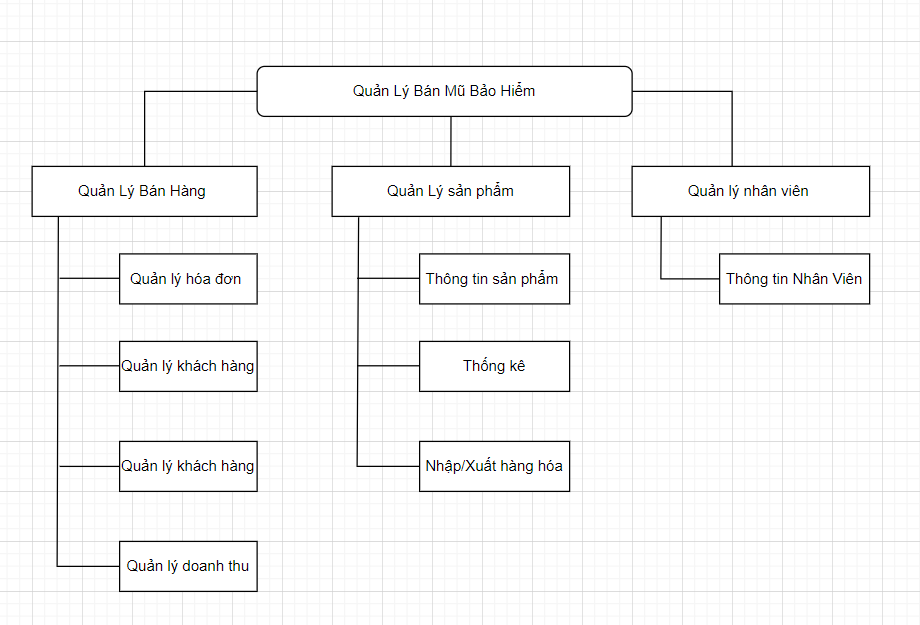 Quản Lý Bán Mũ Bảo Hiểm
Quản Lý Bán Hàng
Quản Lý sản phẩm
Quản lý nhân viên
Quản lý hóa đơn
Thông tin sản phẩm
Thông tin Nhân Viên
Quản lý khách hàng
Thống kê
Quản lý khách hàng
Nhập/Xuất hàng hóa
Quản lý doanh thu